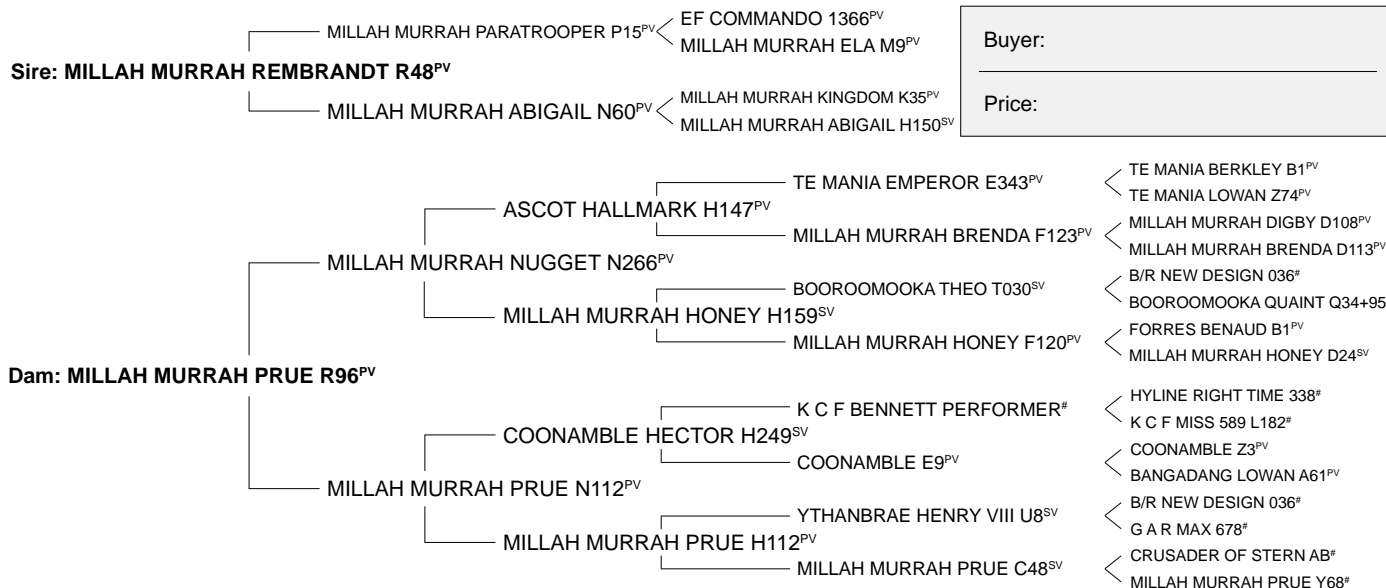 MILLAH MURRAH PARATROOPER P15PV
EF COMMANDO 1366PV
MILLAH MURRAH ELA M9PV
Sire: MILLAH MURRAH REMBRANDT R48PV
MILLAH MURRAH ABIGAIL N60PV
MILLAH MURRAH KINGDOM K35PV
MILLAH MURRAH ABIGAIL H150SV
Buyer:
Price:
TE MANIA EMPEROR E343PV
TE MANIA BERKLEY B1PV
TE MANIA LOWAN Z74PV
ASCOT HALLMARK H147PV
MILLAH MURRAH BRENDA F123PV
MILLAH MURRAH DIGBY D108PV
MILLAH MURRAH BRENDA D113PV
MILLAH MURRAH NUGGET N266PV
BOOROOMOOKA THEO T030SV
B/R NEW DESIGN 036#
BOOROOMOOKA QUAINT Q34+95
MILLAH MURRAH HONEY H159SV
MILLAH MURRAH HONEY F120PV
FORRES BENAUD B1PV
MILLAH MURRAH HONEY D24SV
Dam: MILLAH MURRAH PRUE R96PV
K C F BENNETT PERFORMER#
HYLINE RIGHT TIME 338#
K C F MISS 589 L182#
COONAMBLE HECTOR H249SV
COONAMBLE E9PV
COONAMBLE Z3PV
BANGADANG LOWAN A61PV
MILLAH MURRAH PRUE N112PV
YTHANBRAE HENRY VIII U8SV
B/R NEW DESIGN 036#
G A R MAX 678#
MILLAH MURRAH PRUE H112PV
MILLAH MURRAH PRUE C48SV
CRUSADER OF STERN AB#
MILLAH MURRAH PRUE Y68#